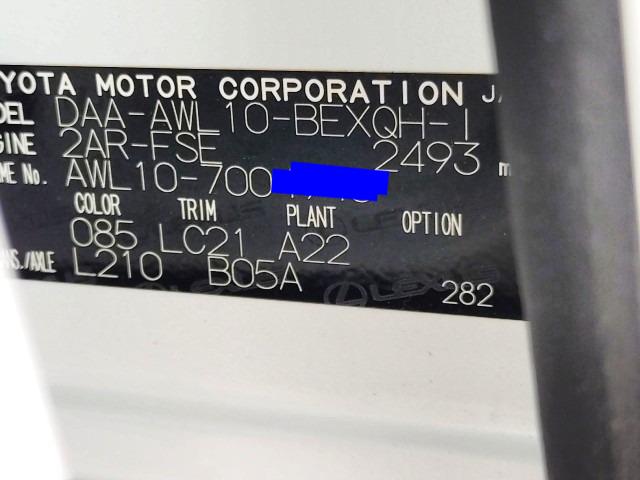 YOTA MOTOR CORPORATION JA
DEL DAA-AWL10-BEXQH-I
GINE 2AR-FSE 2493 m
ME No. AWL10-700
COLOR TRIM PLANT OPTION
085 LC21 A22
NS./AXLE L210 B05A
LEXUS 282